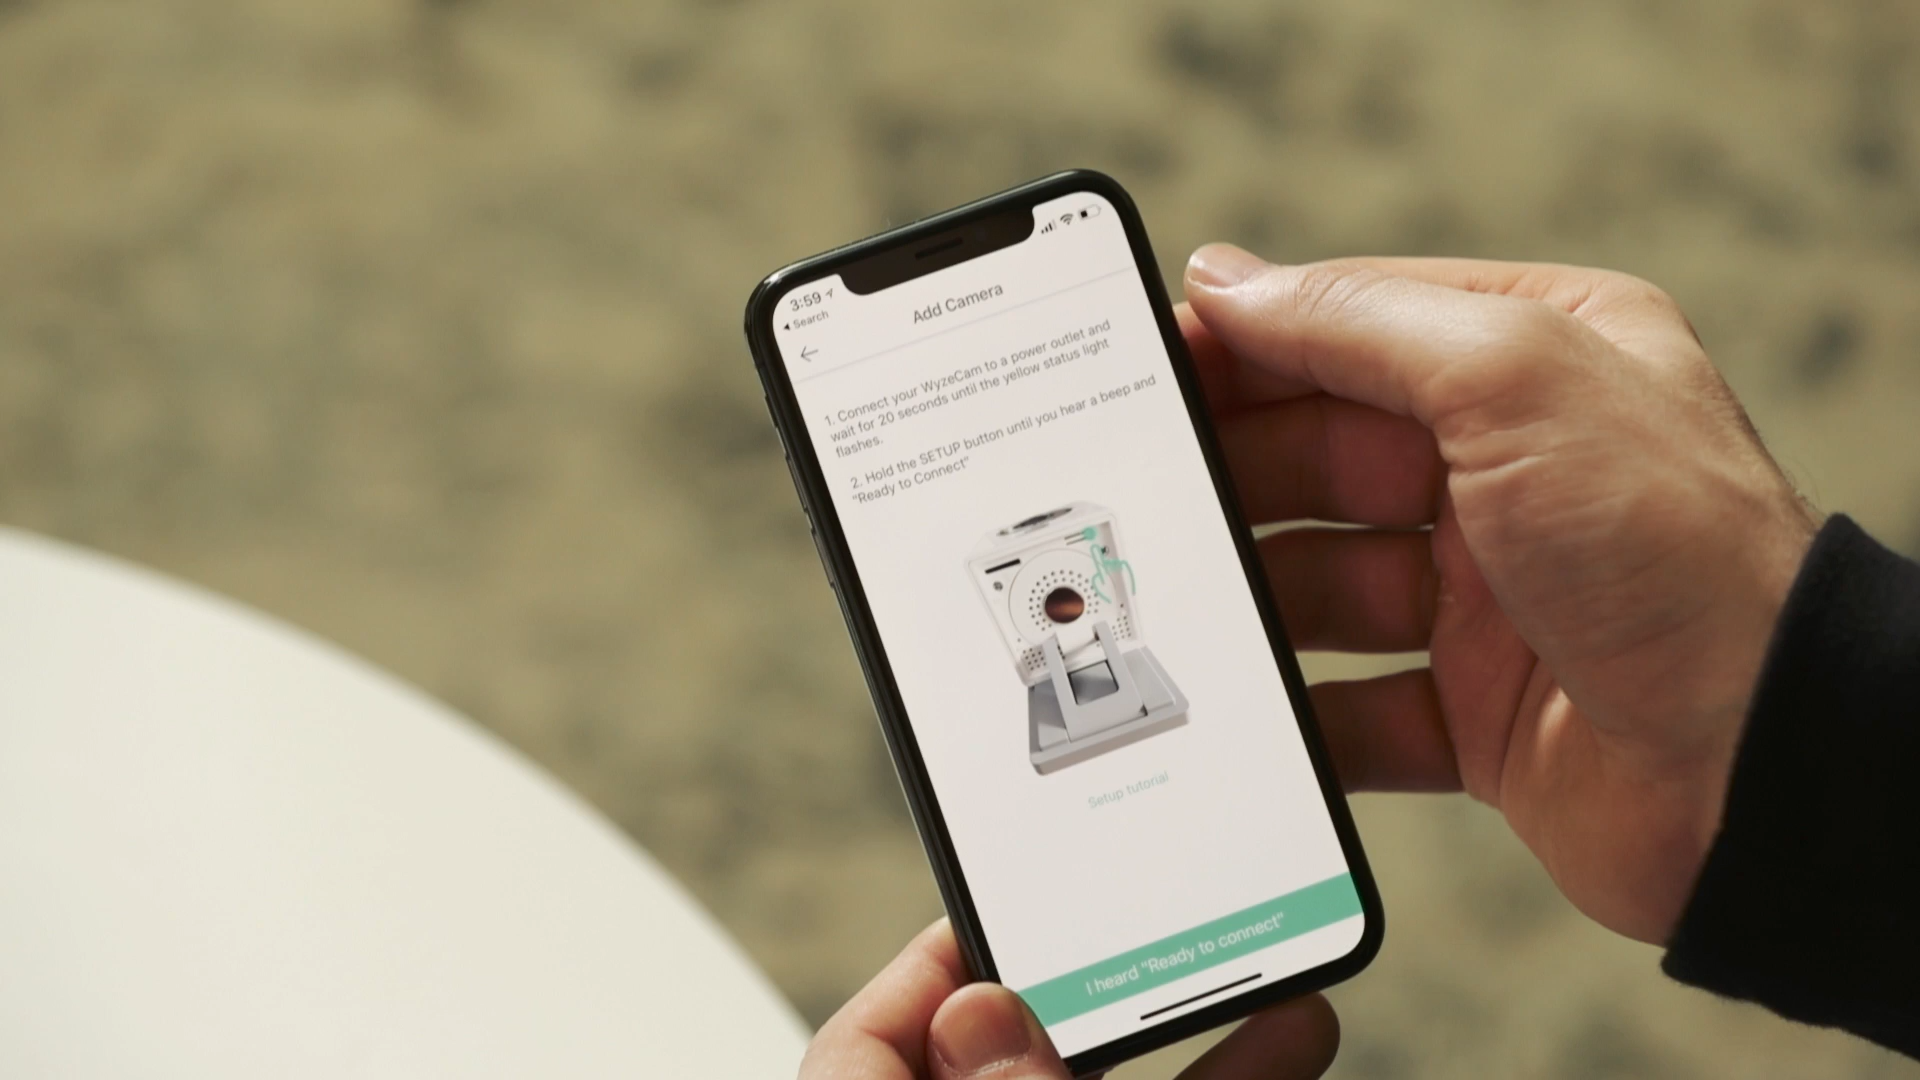 3:59
Search
Add Camera
1. Connect your WyzeCam to a power outlet and
wait for 20 seconds until the yellow status light
flashes.
2. Hold the SETUP button until you hear a beep and
"Ready to Connect"
Setup tutorial
I heard "Ready to connect"